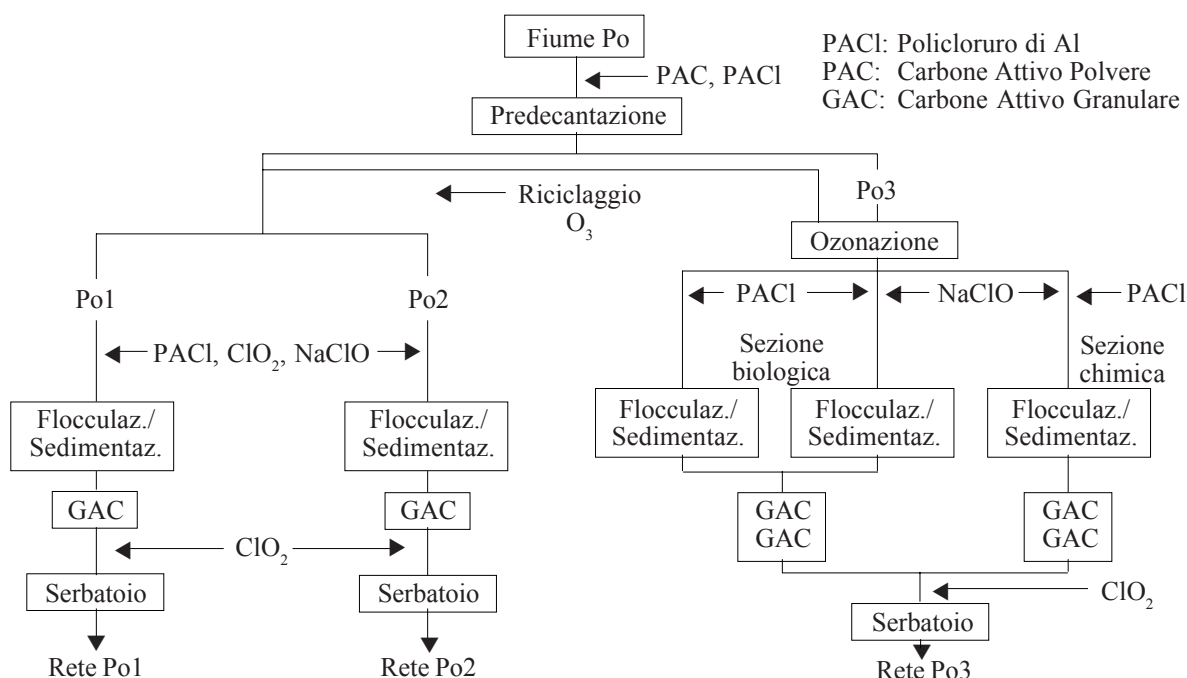 Fiume Po
PACl: Policloruro di Al
PAC: Carbone Attivo Polvere
GAC: Carbone Attivo Granulare
PAC, PACl
Predecantazione
Riciclaggio
O₃
Po3
Ozonazione
Po1
Po2
PACl
NaClO
PACl
PACl, ClO₂, NaClO
Sezione
biologica
Sezione
chimica
Flocculaz./
Sedimentaz.
Flocculaz./
Sedimentaz.
Flocculaz./
Sedimentaz.
Flocculaz./
Sedimentaz.
Flocculaz./
Sedimentaz.
GAC
GAC
GAC
GAC
GAC
GAC
ClO₂
ClO₂
Serbatoio
Serbatoio
Serbatoio
Rete Po1
Rete Po2
Rete Po3